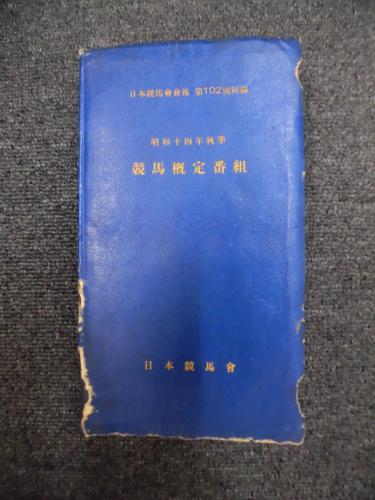 日本競馬會會報 第102號附錄
昭和十四年秋季
競馬概定番組
日本競馬會